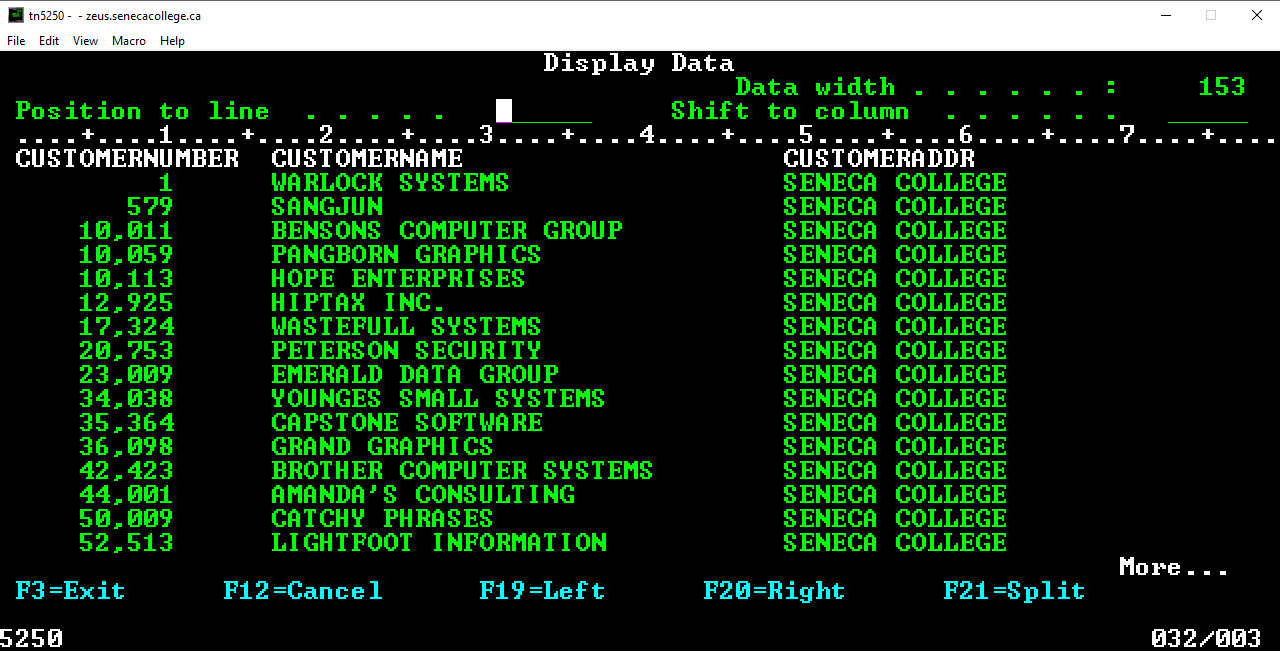 tn5250 - - zeus.senecacollege.ca
File Edit View Macro Help
Display Data
Data width . . . . . . : 153
Position to line . . . . . Shift to column . . . . . .
....+....1....+....2....+....3....+....4....+....5....+....6....+....7....+....
CUSTOMERNUMBER CUSTOMERNAME CUSTOMERADDR
1 WARLOCK SYSTEMS SENECA COLLEGE
579 SANGJUN SENECA COLLEGE
10,011 BENSONS COMPUTER GROUP SENECA COLLEGE
10,059 PANGBORN GRAPHICS SENECA COLLEGE
10,113 HOPE ENTERPRISES SENECA COLLEGE
12,925 HIPTAX INC. SENECA COLLEGE
17,324 WASTEFULL SYSTEMS SENECA COLLEGE
20,753 PETERSON SECURITY SENECA COLLEGE
23,009 EMERALD DATA GROUP SENECA COLLEGE
34,038 YOUNGES SMALL SYSTEMS SENECA COLLEGE
35,364 CAPSTONE SOFTWARE SENECA COLLEGE
36,098 GRAND GRAPHICS SENECA COLLEGE
42,423 BROTHER COMPUTER SYSTEMS SENECA COLLEGE
44,001 AMANDA'S CONSULTING SENECA COLLEGE
50,009 CATCHY PHRASES SENECA COLLEGE
52,513 LIGHTFOOT INFORMATION SENECA COLLEGE
More...
F3=Exit F12=Cancel F19=Left F20=Right F21=Split
5250 032/003